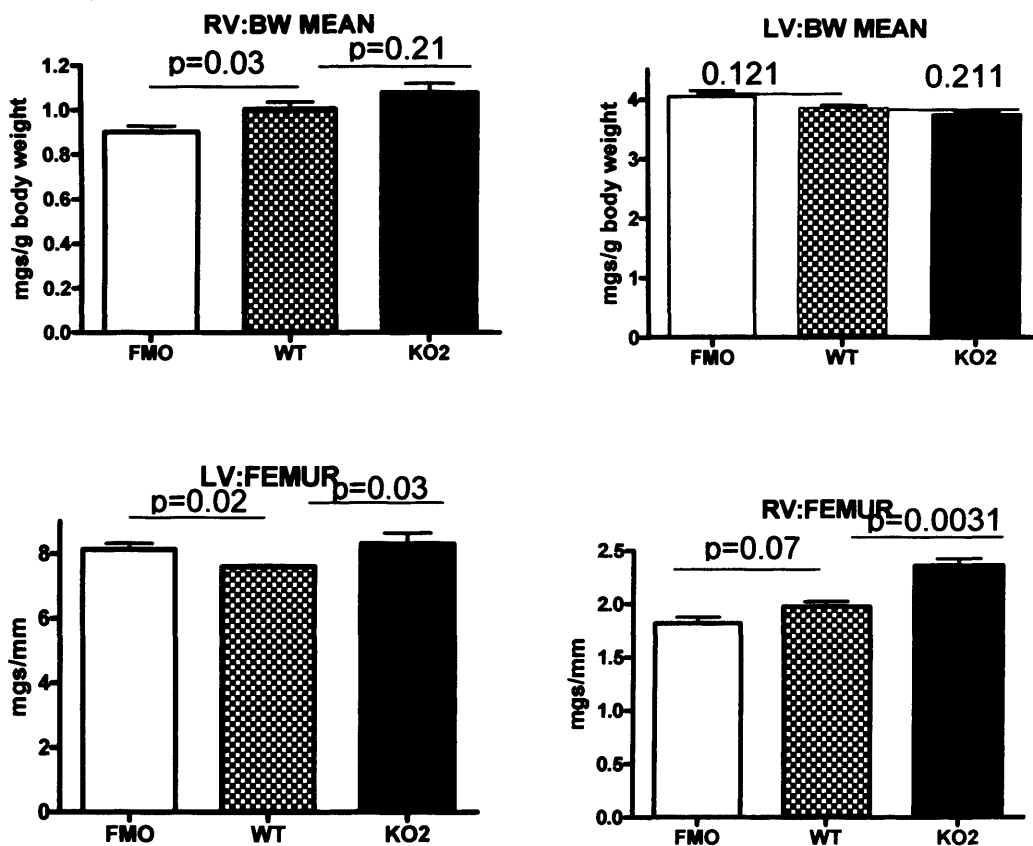 RV:BW MEAN
p=0.03
p=0.21
mgs/g body weight
1.2
1.0
0.8
0.6
0.4
0.2
0.0
FMO WT KO2
LV:BW MEAN
0.121
0.211
mgs/g body weight
4
3
2
1
0
FMO WT KO2
LV:FEMUR
p=0.02
p=0.03
mgs/mm
8
6
4
2
0
FMO WT KO2
RV:FEMUR
p=0.07
p=0.0031
mgs/mm
2.5
2.0
1.5
1.0
0.5
0.0
FMO WT KO2